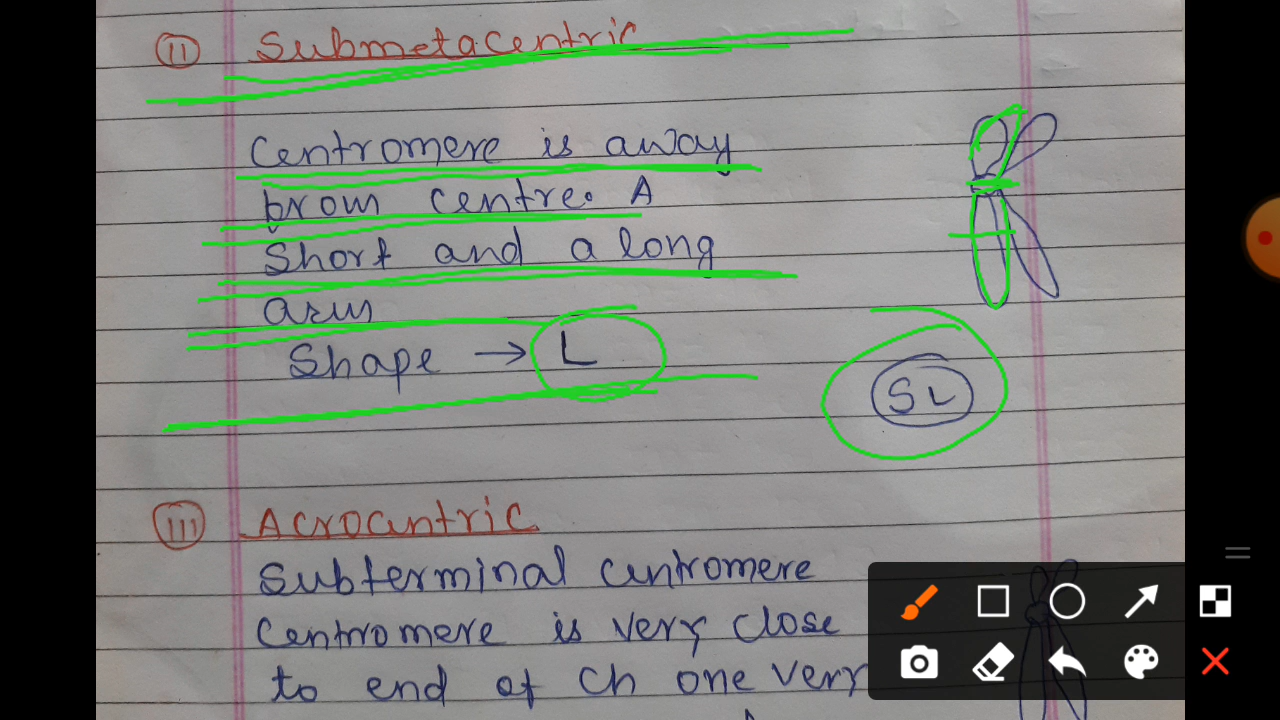 (ii) Submetacentric
Centromere is away
from centre. A
Short and a long
arm
Shape → L
SL
(iii) Acrocentric
Subterminal centromere
Centromere is very close
to end of Ch one very